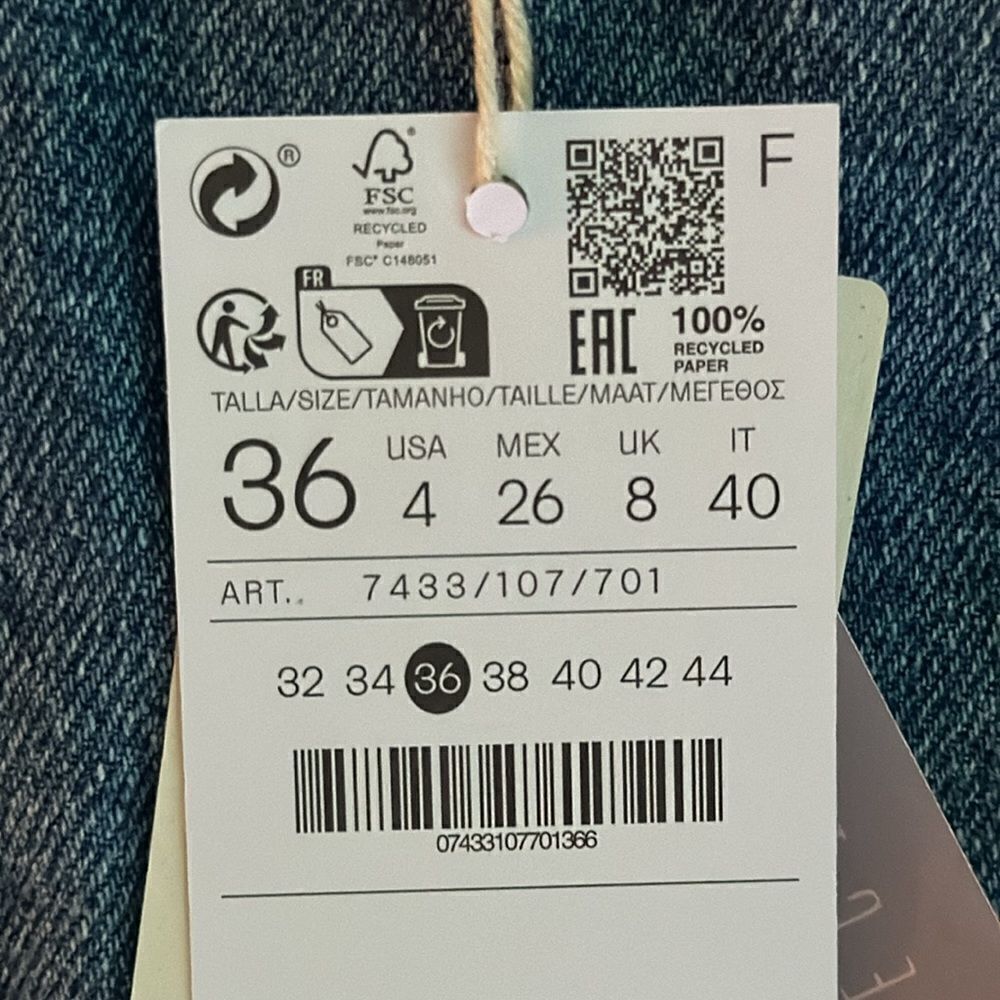 ®
F
FSC®
www.fsc.org
RECYCLED
Paper
FSC® C148051
FR
EAC
100%
RECYCLED
PAPER
TALLA/SIZE/TAMANHO/TAILLE/MAAT/ΜΕΓΕΘΟΣ
36
USA MEX UK IT
4 26 8 40
ART.. 7433/107/701
32 34 36 38 40 42 44
07433107701366